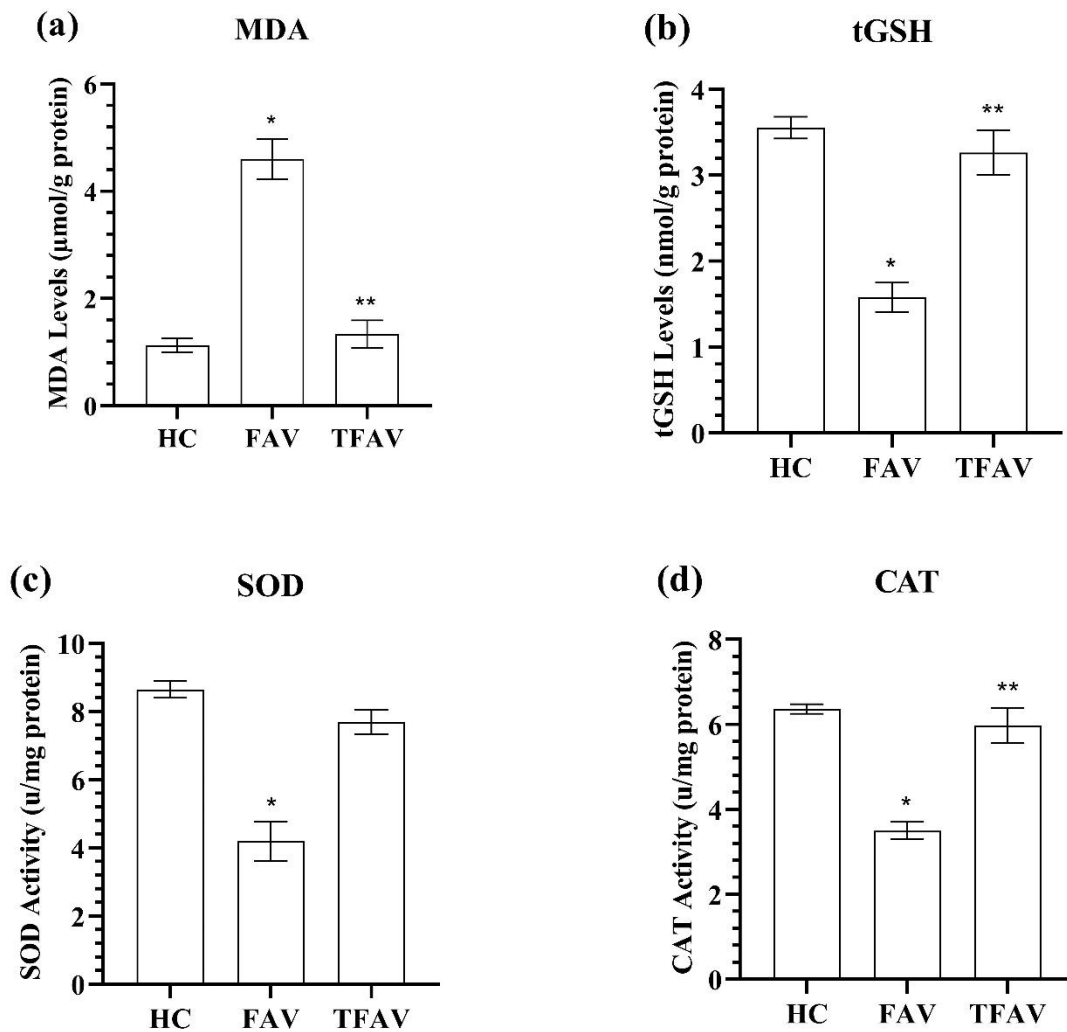 (a)
MDA
MDA Levels (µmol/g protein)
6
4
2
0
*
**
HC FAV TFAV
(b)
tGSH
tGSH Levels (nmol/g protein)
4
3
2
1
0
*
**
HC FAV TFAV
(c)
SOD
SOD Activity (u/mg protein)
10
8
6
4
2
0
*
HC FAV TFAV
(d)
CAT
CAT Activity (u/mg protein)
8
6
4
2
0
*
**
HC FAV TFAV